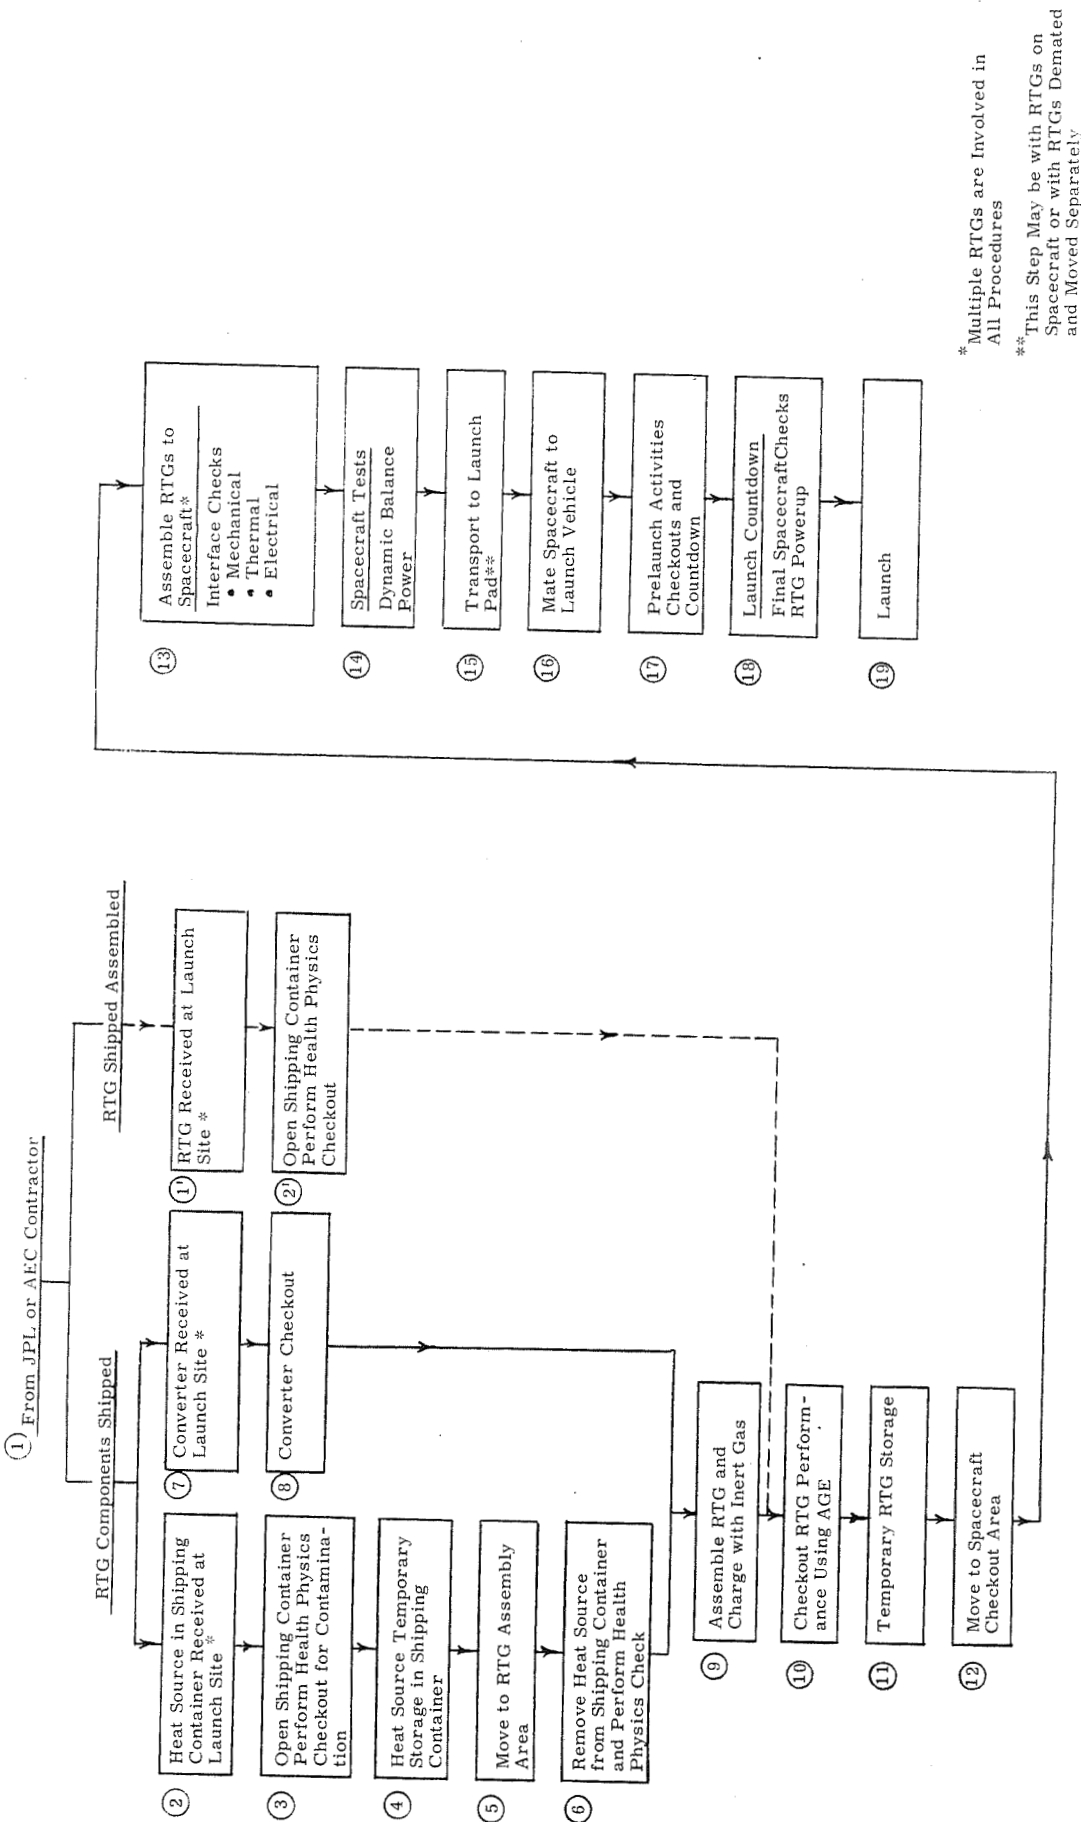 ① From JPL or AEC Contractor
RTG Components Shipped
RTG Shipped Assembled
②
Heat Source in Shipping
Container Received at
Launch Site *
③
Open Shipping Container
Perform Health Physics
Checkout for Contamina-
tion
④
Heat Source Temporary
Storage in Shipping
Container
⑤
Move to RTG Assembly
Area
⑥
Remove Heat Source
from Shipping Container
and Perform Health
Physics Check
⑦
Converter Received at
Launch Site *
⑧
Converter Checkout
1'
RTG Received at Launch
Site *
2'
Open Shipping Container
Perform Health Physics
Checkout
⑨
Assemble RTG and
Charge with Inert Gas
⑩
Checkout RTG Perform-
ance Using AGE
⑪
Temporary RTG Storage
⑫
Move to Spacecraft
Checkout Area
⑬
Assemble RTGs to
Spacecraft*
Interface Checks
• Mechanical
• Thermal
• Electrical
⑭
Spacecraft Tests
Dynamic Balance
Power
⑮
Transport to Launch
Pad**
⑯
Mate Spacecraft to
Launch Vehicle
⑰
Prelaunch Activities
Checkouts and
Countdown
⑱
Launch Countdown
Final SpacecraftChecks
RTG Powerup
⑲
Launch
*Multiple RTGs are Involved in
All Procedures
**This Step May be with RTGs on
Spacecraft or with RTGs Demated
and Moved Separately